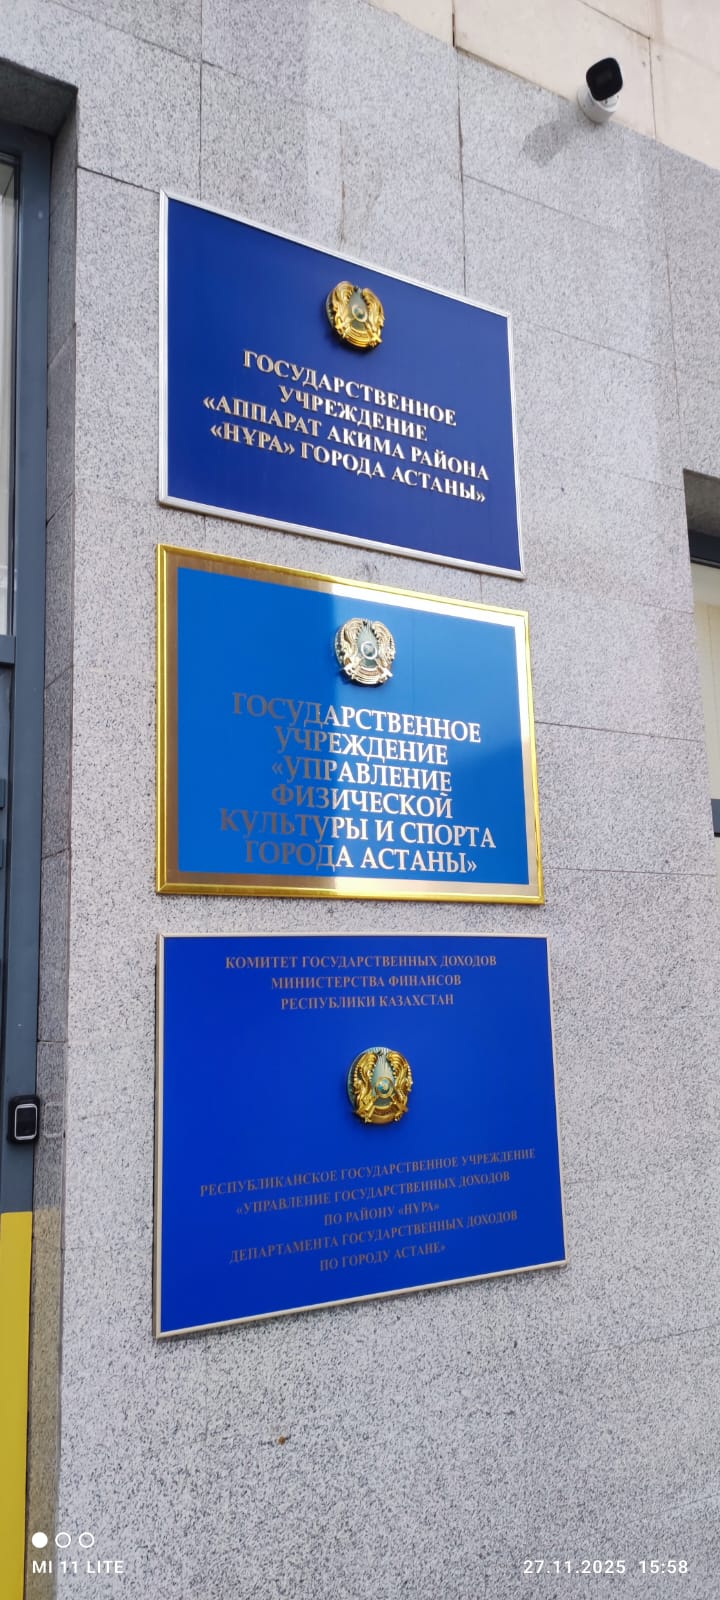 ГОСУДАРСТВЕННОЕ
УЧРЕЖДЕНИЕ
«АППАРАТ АКИМА РАЙОНА
«НҰРА» ГОРОДА АСТАНЫ»
ГОСУДАРСТВЕННОЕ
УЧРЕЖДЕНИЕ
«УПРАВЛЕНИЕ
ФИЗИЧЕСКОЙ
КУЛЬТУРЫ И СПОРТА
ГОРОДА АСТАНЫ»
КОМИТЕТ ГОСУДАРСТВЕННЫХ ДОХОДОВ
МИНИСТЕРСТВА ФИНАНСОВ
РЕСПУБЛИКИ КАЗАХСТАН
РЕСПУБЛИКАНСКОЕ ГОСУДАРСТВЕННОЕ УЧРЕЖДЕНИЕ
«УПРАВЛЕНИЕ ГОСУДАРСТВЕННЫХ ДОХОДОВ
ПО РАЙОНУ «НҰРА»
ДЕПАРТАМЕНТА ГОСУДАРСТВЕННЫХ ДОХОДОВ
ПО ГОРОДУ АСТАНЕ»
MI 11 LITE
27.11.2025 15:58